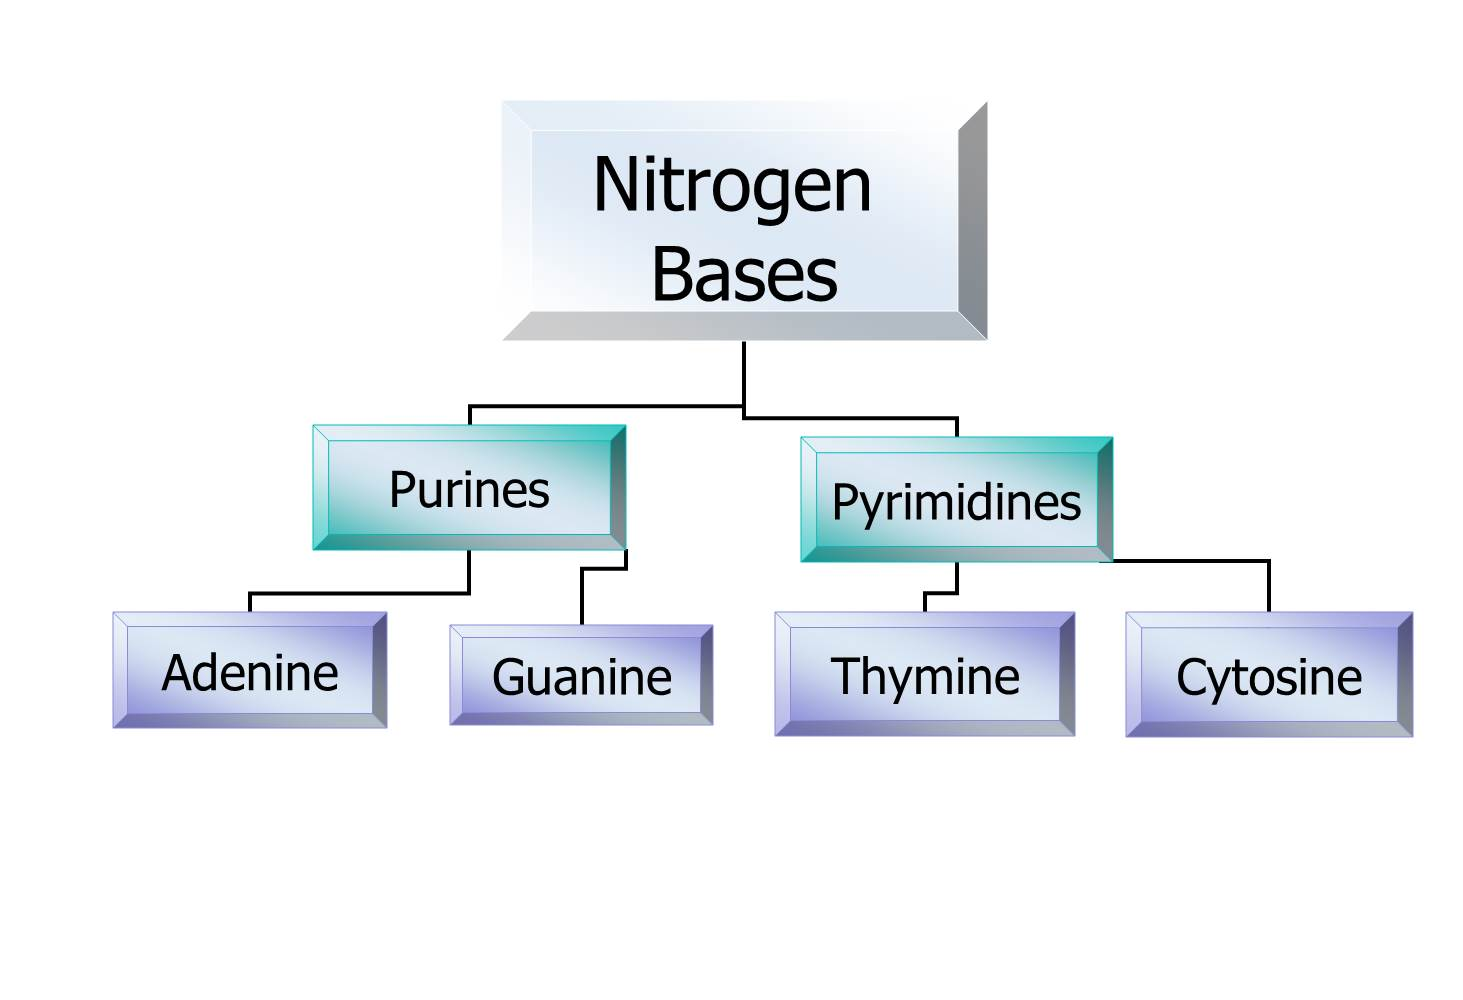 Nitrogen
Bases
Purines
Pyrimidines
Adenine
Guanine
Thymine
Cytosine